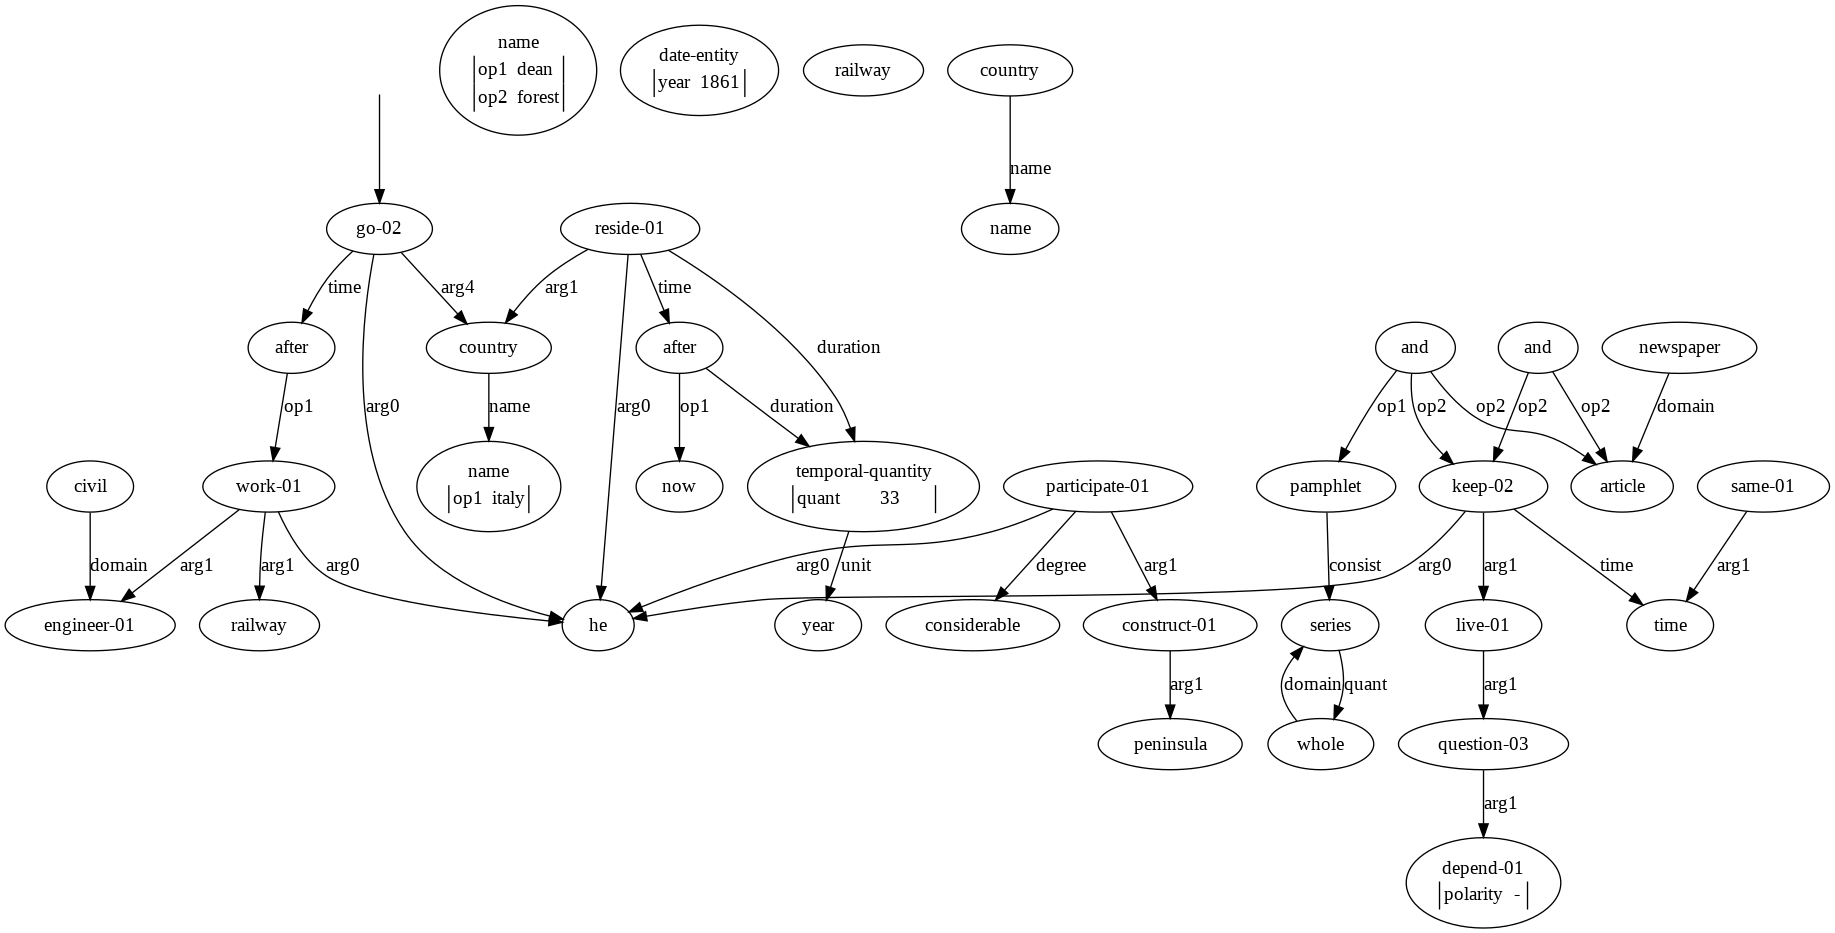 name
op1 dean
op2 forest
date-entity
year 1861
railway
country
name
go-02
reside-01
name
time
arg4
arg1
time
duration
after
country
after
and
and
newspaper
op1
arg0
name
arg0
op1
duration
op1
op2
op2
op2
op2
domain
civil
work-01
name
op1 italy
now
temporal-quantity
quant 33
participate-01
pamphlet
keep-02
article
same-01
domain
arg1
arg1
arg0
arg0
unit
degree
arg1
consist
arg0
arg1
time
arg1
engineer-01
railway
he
year
considerable
construct-01
series
live-01
time
arg1
domain
quant
arg1
peninsula
whole
question-03
arg1
depend-01
polarity -